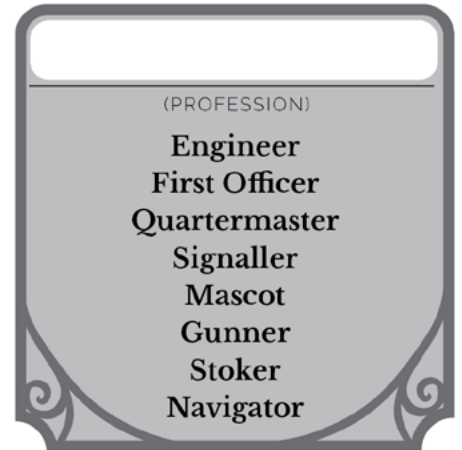 (PROFESSION)
Engineer
First Officer
Quartermaster
Signaller
Mascot
Gunner
Stoker
Navigator